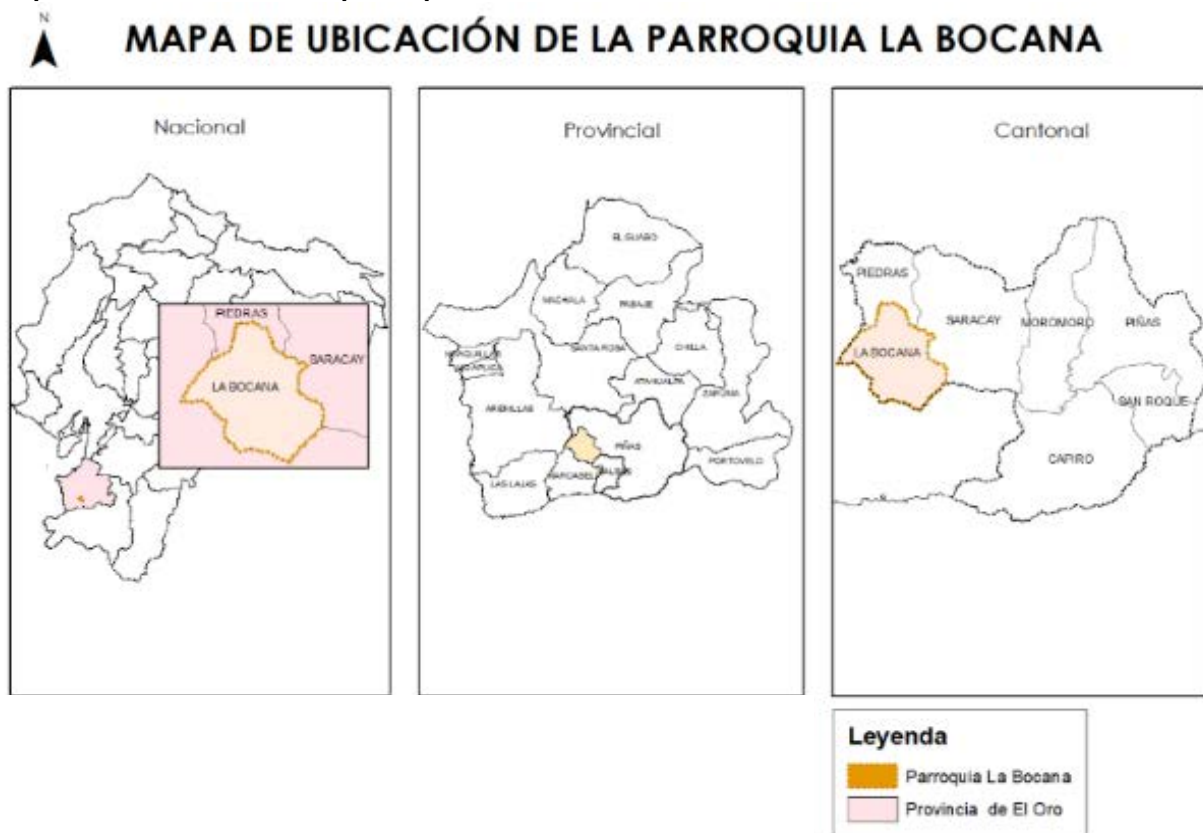 N
MAPA DE UBICACIÓN DE LA PARROQUIA LA BOCANA
Nacional
PIEDRAS
SARACAY
LA BOCANA
Provincial
EL GUABO
MACHALA
PASAJE
SANTA ROSA
CHILLA
ATAHUALPA
ZARUMA
ARENILLAS
PIÑAS
PORTOVELO
LAS LAJAS
MARCABELI
Cantonal
PIEDRAS
SARACAY
MOROMORO
PIÑAS
LA BOCANA
SAN ROQUE
CAPIRO
Leyenda
Parroquia La Bocana
Provincia de El Oro